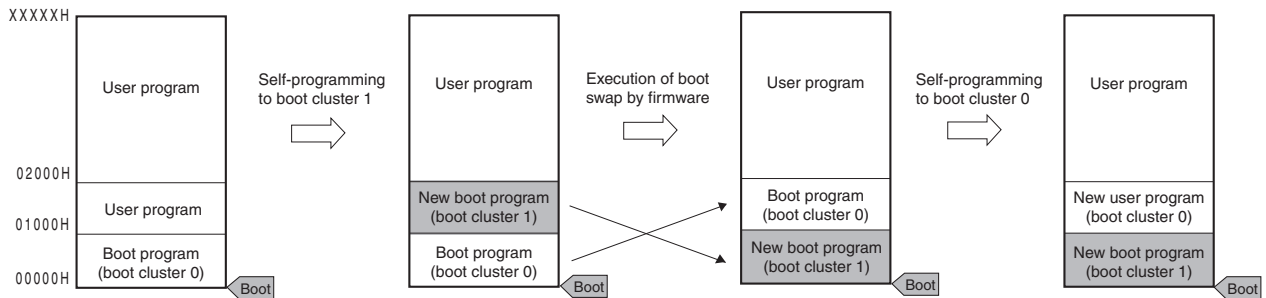 XXXXXH
User program
02000H
User program
01000H
Boot program
(boot cluster 0)
00000H
Boot
Self-programming
to boot cluster 1
User program
New boot program
(boot cluster 1)
Boot program
(boot cluster 0)
Boot
Execution of boot
swap by firmware
User program
Boot program
(boot cluster 0)
New boot program
(boot cluster 1)
Boot
Self-programming
to boot cluster 0
User program
New user program
(boot cluster 0)
New boot program
(boot cluster 1)
Boot